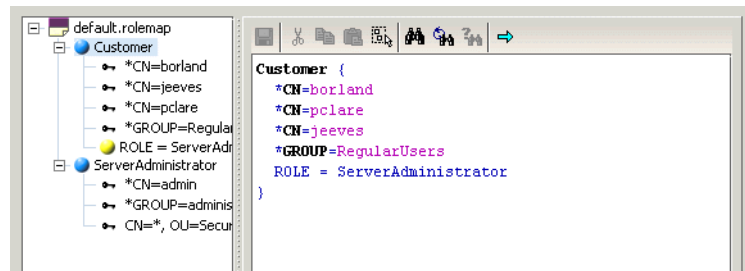 default.rolemap
Customer
*CN=borland
*CN=jeeves
*CN=pclare
*GROUP=Regular
ROLE = ServerAdr
ServerAdministrator
*CN=admin
*GROUP=adminis
CN=*, OU=Secur
Customer {
*CN=borland
*CN=pclare
*CN=jeeves
*GROUP=RegularUsers
ROLE = ServerAdministrator
}